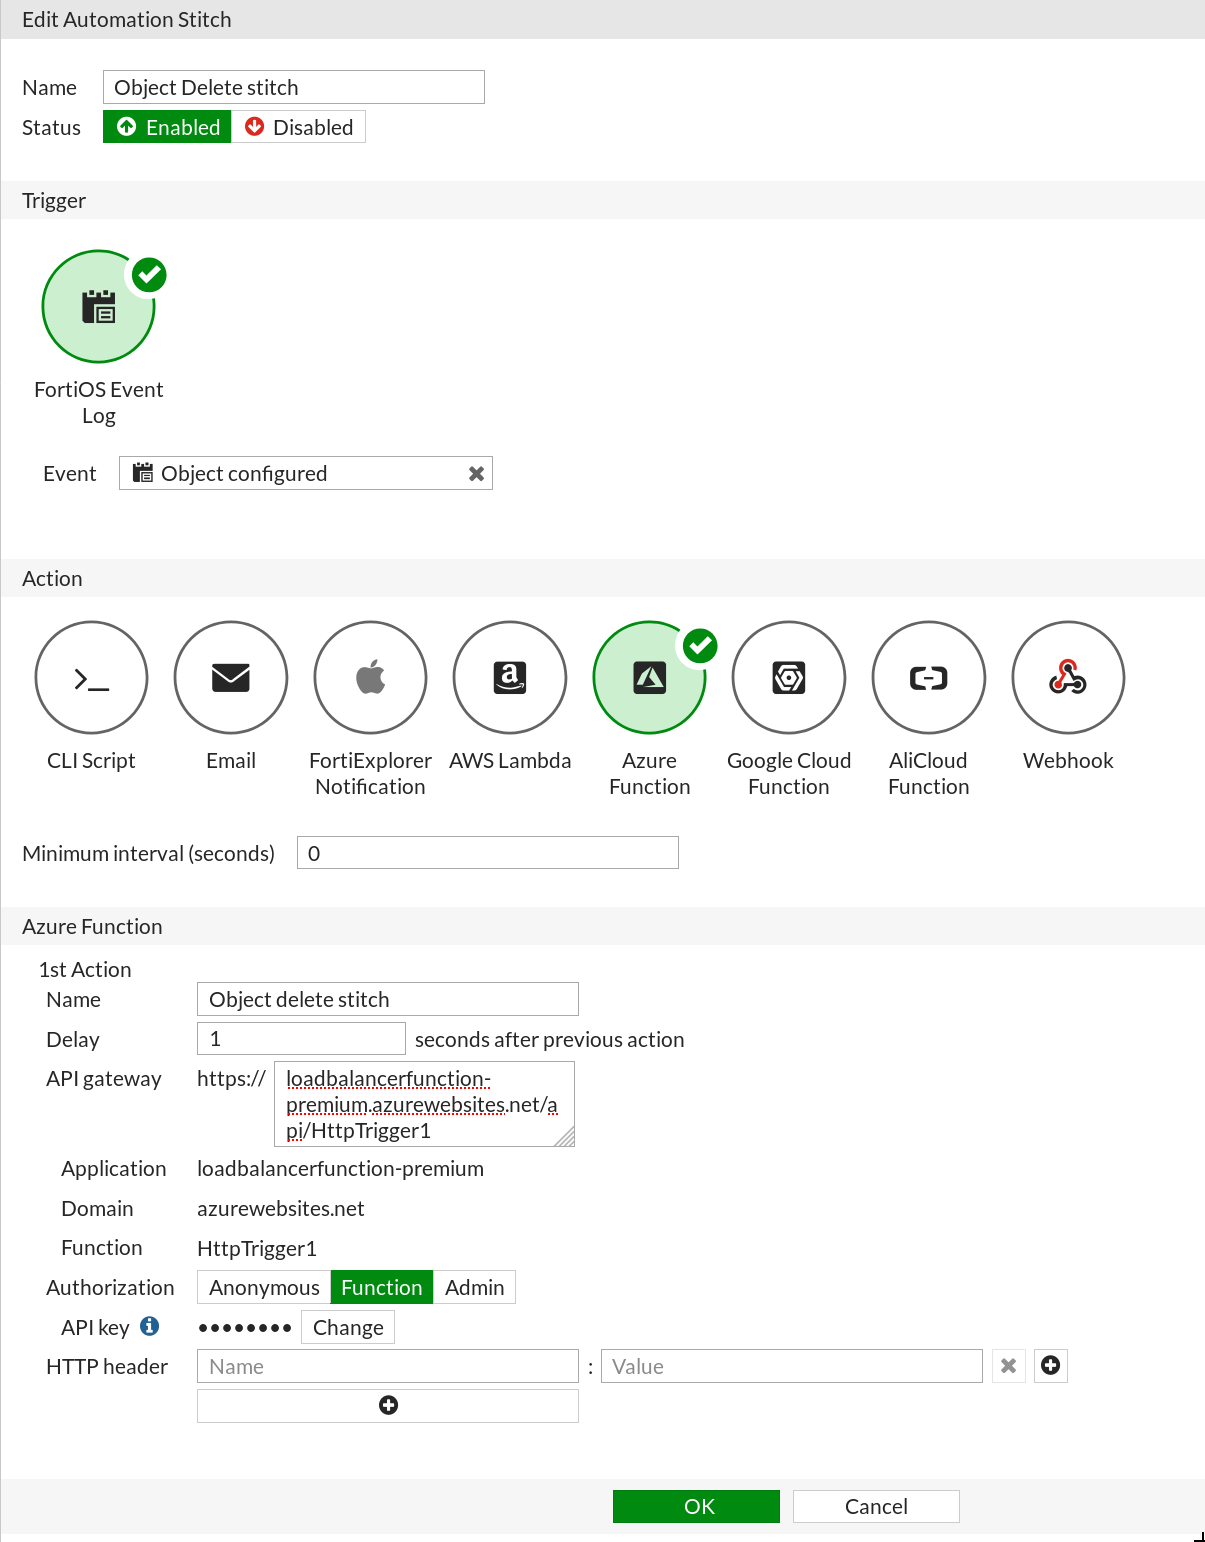 Edit Automation Stitch
Name Object Delete stitch
Status Enabled Disabled
Trigger
FortiOS Event
Log
Event Object configured
Action
CLI Script Email FortiExplorer AWS Lambda Azure Google Cloud AliCloud Webhook
Notification Function Function Function
Minimum interval (seconds) 0
Azure Function
1st Action
Name Object delete stitch
Delay 1 seconds after previous action
API gateway https:// loadbalancerfunction-
premium.azurewebsites.net/a
pi/HttpTrigger1
Application loadbalancerfunction-premium
Domain azurewebsites.net
Function HttpTrigger1
Authorization Anonymous Function Admin
API key •••••••• Change
HTTP header Name : Value
OK Cancel